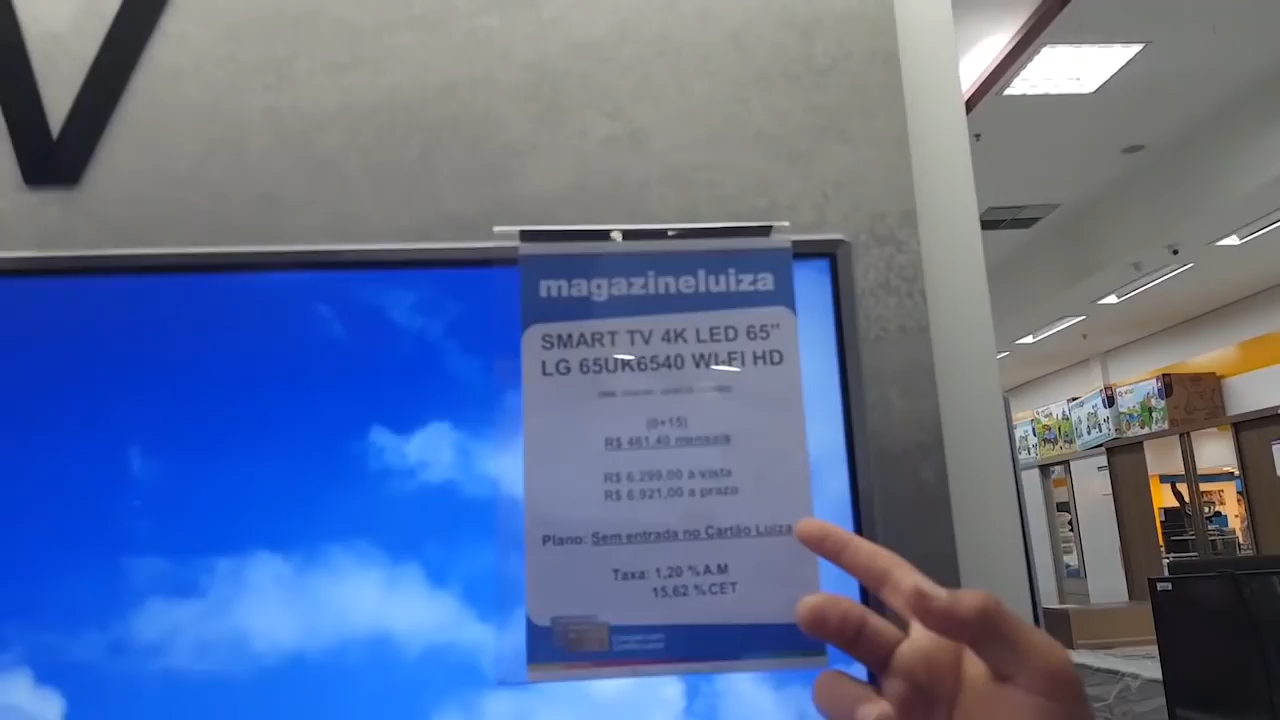 V
magazineluiza
SMART TV 4K LED 65"
LG 65UK6540 WI-FI HD
(0+15)
R$ 461,40 mensais
R$ 6.299,00 à vista
R$ 6.921,00 a prazo
Plano: Sem entrada no Cartão Luiza
Taxa: 1,20 %A.M
15,62 %CET